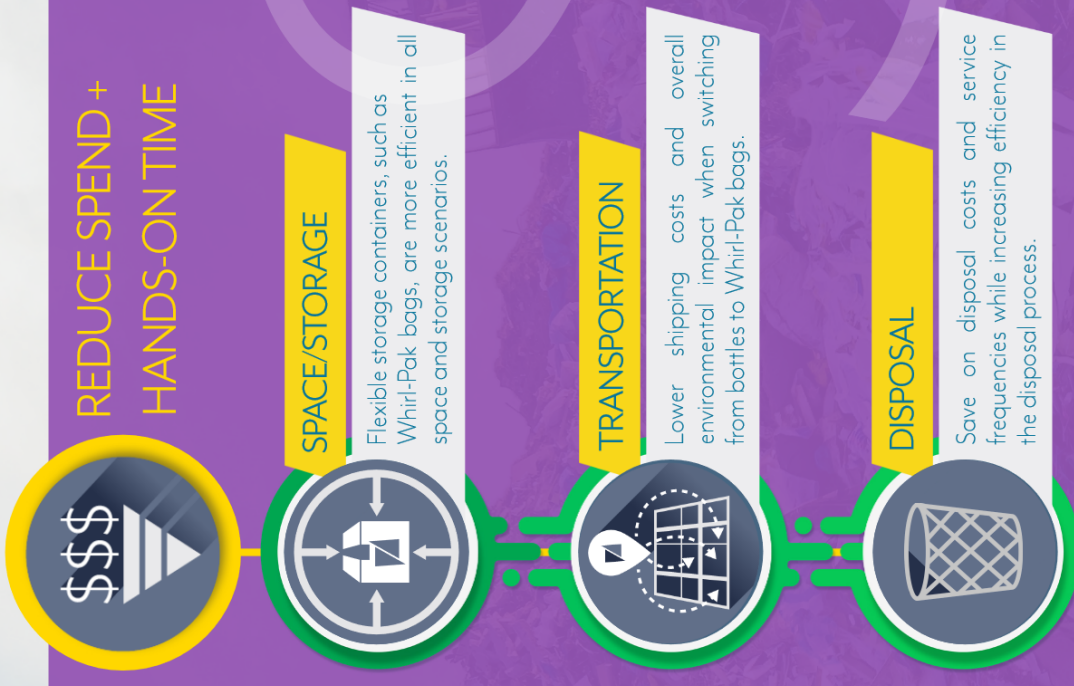 $$$
REDUCE SPEND +
HANDS-ON TIME
SPACE/STORAGE
Flexible storage containers, such as
Whirl-Pak bags, are more efficient in all
space and storage scenarios.
TRANSPORTATION
Lower shipping costs and overall
environmental impact when switching
from bottles to Whirl-Pak bags.
DISPOSAL
Save on disposal costs and service
frequencies while increasing efficiency in
the disposal process.